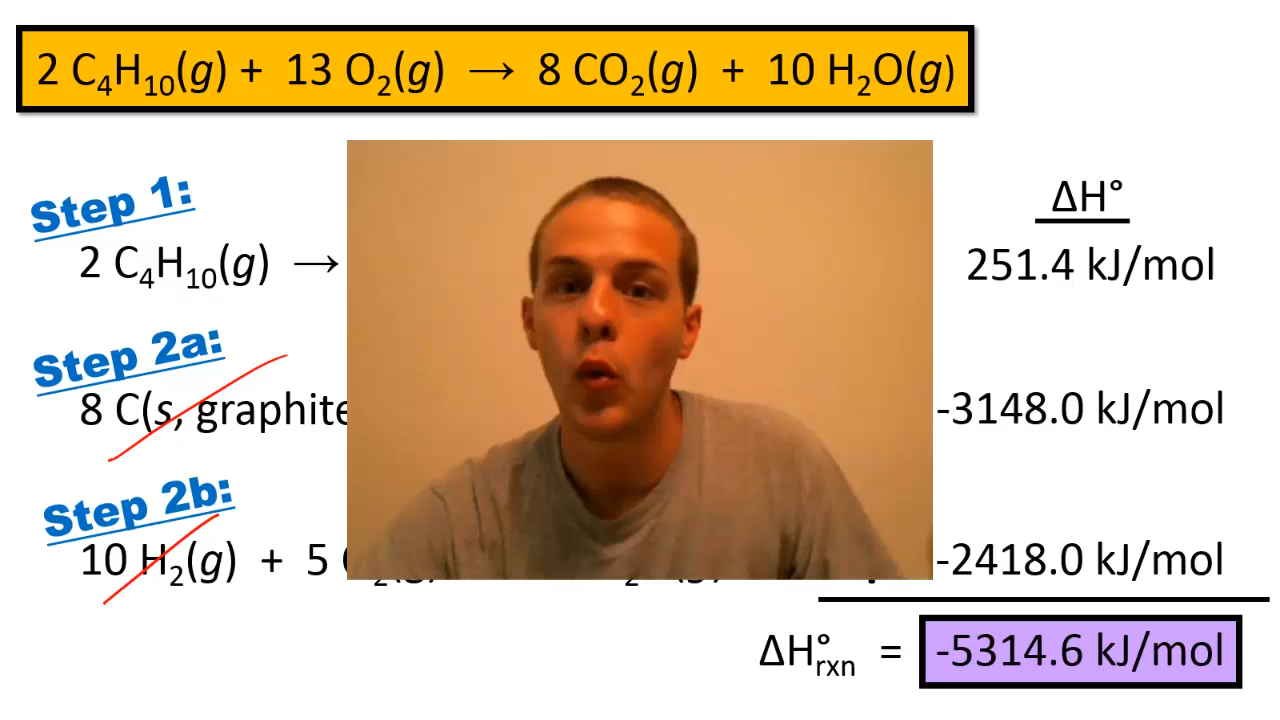 2 C₄H₁₀(g) + 13 O₂(g) → 8 CO₂(g) + 10 H₂O(g)
Step 1:
ΔH°
2 C₄H₁₀(g) → 251.4 kJ/mol
Step 2a:
8 C(s, graphite -3148.0 kJ/mol
Step 2b:
10 H₂(g) + 5 -2418.0 kJ/mol
ΔH°rxn = -5314.6 kJ/mol